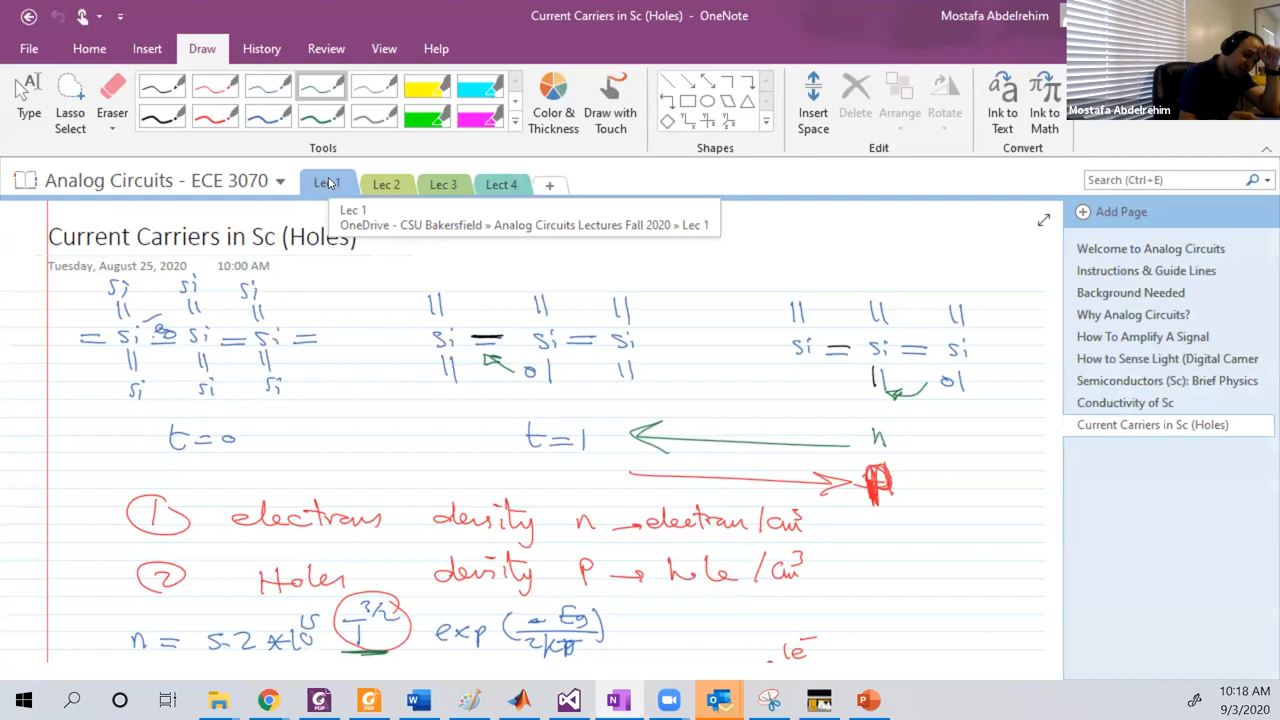 Current Carriers in Sc (Holes) - OneNote
Mostafa Abdelrehim
File Home Insert Draw History Review View Help
Mostafa Abdelrehim
Type
Lasso Select
Eraser
Color & Thickness
Draw with Touch
Insert Space
Delete
Arrange
Rotate
Ink to Text
Ink to Math
Tools
Shapes
Edit
Convert
Analog Circuits - ECE 3070
Lec 1
Lec 2
Lec 3
Lect 4
Search (Ctrl+E)
Lec 1
OneDrive - CSU Bakersfield » Analog Circuits Lectures Fall 2020 » Lec 1
Current Carriers in Sc (Holes)
Tuesday, August 25, 2020 10:00 AM
Si Si Si
= Si = Si = Si =
Si Si Si
Si = Si = Si
Si = Si = Si
t = 0
t = 1
n
P
1 electrons density n → electron/cm³
2 Holes density P → hole/cm³
n = 5.2 * 10^15 T^3/2 exp (-Eg/2kT)
1e⁻
Add Page
Welcome to Analog Circuits
Instructions & Guide Lines
Background Needed
Why Analog Circuits?
How To Amplify A Signal
How to Sense Light (Digital Camer
Semiconductors (Sc): Brief Physics
Conductivity of Sc
Current Carriers in Sc (Holes)
10:18 AM
9/3/2020